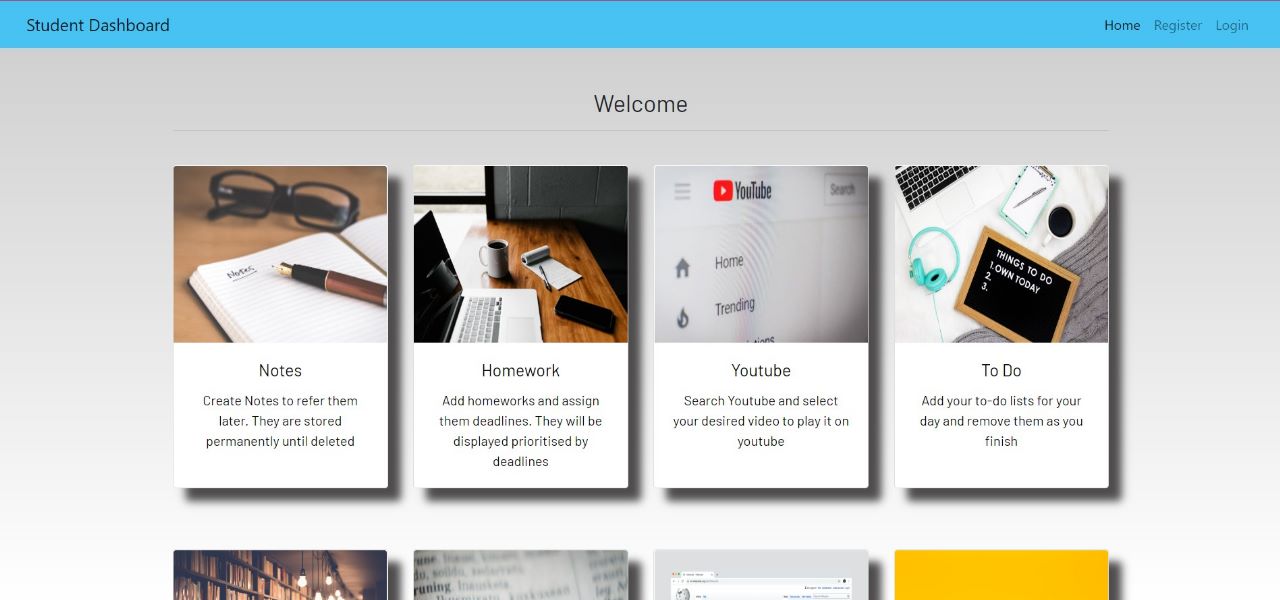 Student Dashboard
Home Register Login
Welcome
Notes
YouTube
Search
Home
Trending
THINGS TO DO
1.OWN TODAY
2.
3.
Notes
Create Notes to refer them
later. They are stored
permanently until deleted
Homework
Add homeworks and assign
them deadlines. They will be
displayed prioritised by
deadlines
Youtube
Search Youtube and select
your desired video to play it on
youtube
To Do
Add your to-do lists for your
day and remove them as you
finish